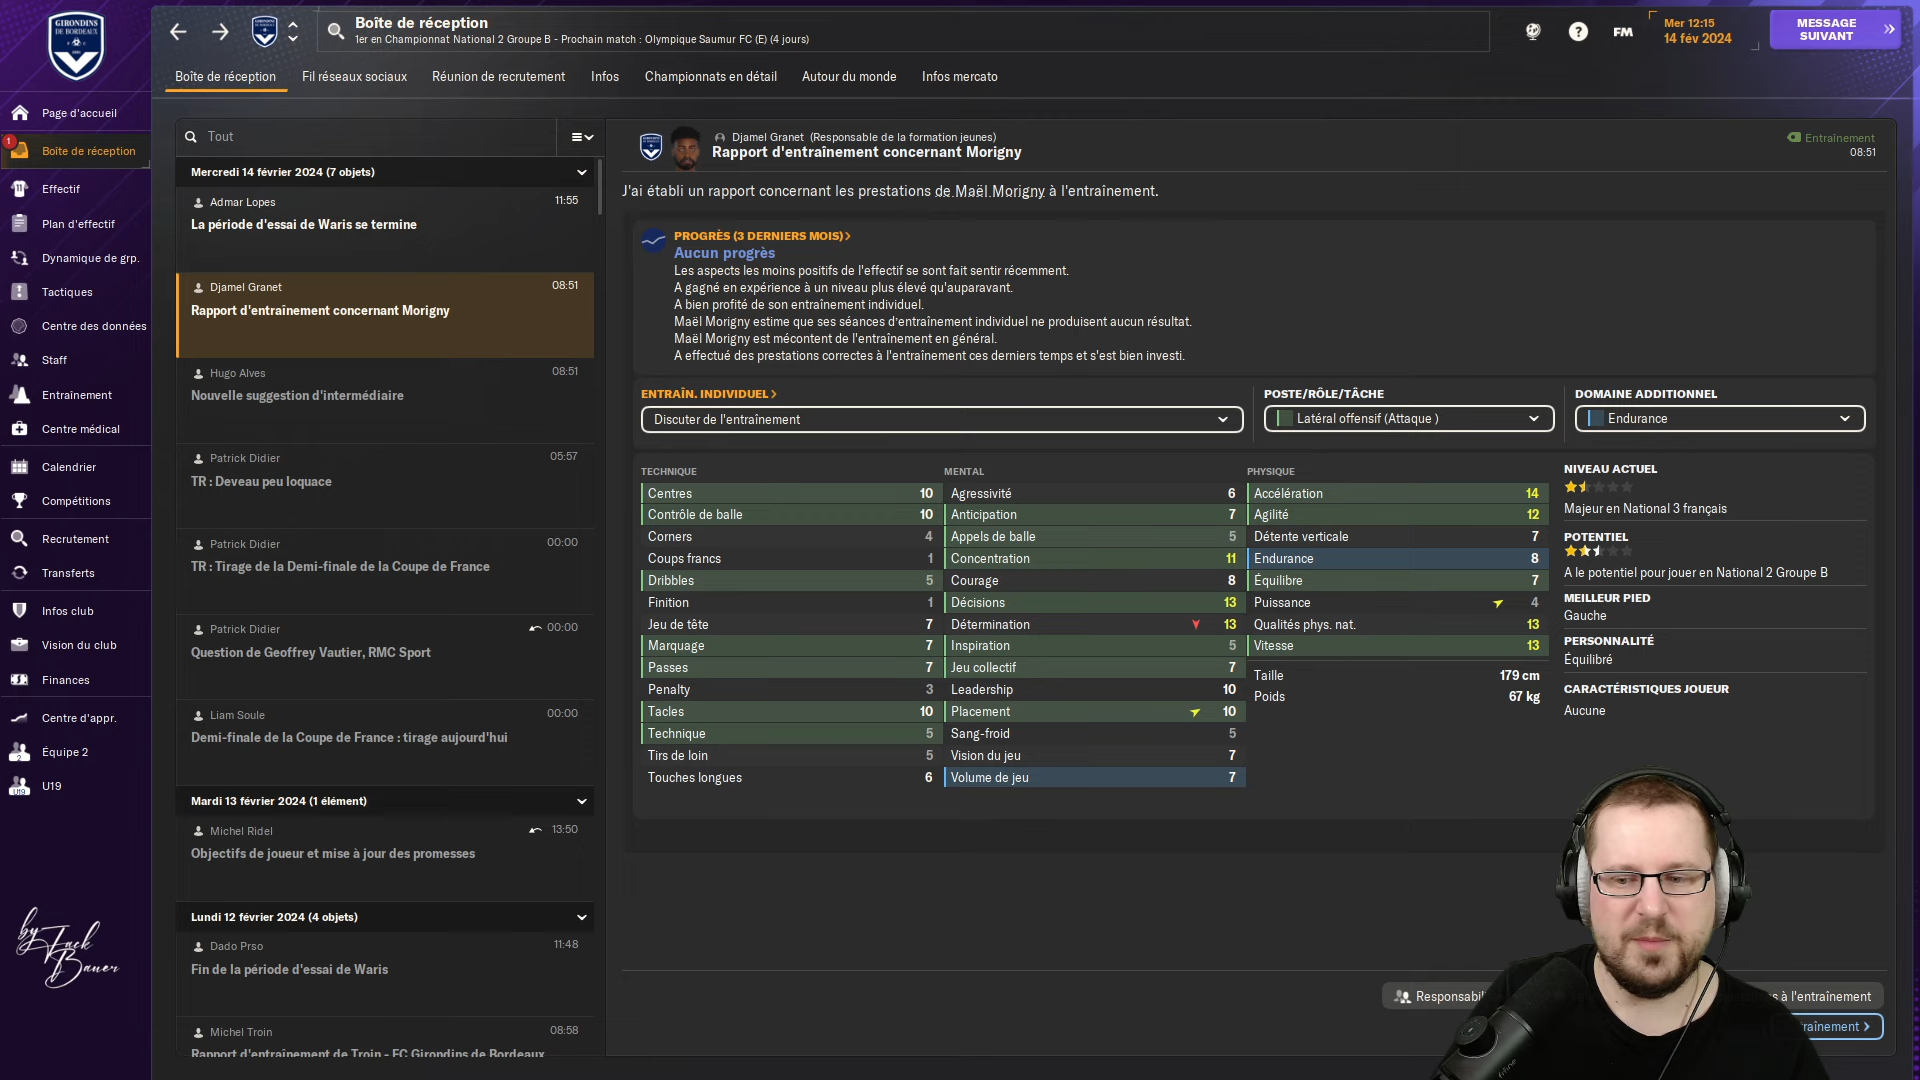 GIRONDINS
DE BORDEAUX
Boîte de réception
1er en Championnat National 2 Groupe B - Prochain match : Olympique Saumur FC (E) (4 jours)
FM
Mer 12:15
14 fév 2024
MESSAGE
SUIVANT
Boîte de réception
Fil réseaux sociaux
Réunion de recrutement
Infos
Championnats en détail
Autour du monde
Infos mercato
Page d'accueil
1
Boîte de réception
Effectif
Plan d'effectif
Dynamique de grp.
Tactiques
Centre des données
Staff
Entraînement
Centre médical
Calendrier
Compétitions
Recrutement
Transferts
Infos club
Vision du club
Finances
Centre d'appr.
2
Équipe 2
U19
U19
by Jack
Bauer
Tout
Mercredi 14 février 2024 (7 objets)
Admar Lopes
11:55
La période d'essai de Waris se termine
Djamel Granet
08:51
Rapport d'entraînement concernant Morigny
Hugo Alves
08:51
Nouvelle suggestion d'intermédiaire
Patrick Didier
05:57
TR : Deveau peu loquace
Patrick Didier
00:00
TR : Tirage de la Demi-finale de la Coupe de France
Patrick Didier
00:00
Question de Geoffrey Vautier, RMC Sport
Liam Soule
00:00
Demi-finale de la Coupe de France : tirage aujourd'hui
Mardi 13 février 2024 (1 élément)
Michel Ridel
13:50
Objectifs de joueur et mise à jour des promesses
Lundi 12 février 2024 (4 objets)
Dado Prso
11:48
Fin de la période d'essai de Waris
Michel Troin
08:58
Rapport d'entraînement de Troin - FC Girondins de Bordeaux
Djamel Granet (Responsable de la formation jeunes)
Rapport d'entraînement concernant Morigny
Entraînement
08:51
J'ai établi un rapport concernant les prestations de Maël Morigny à l'entraînement.
PROGRÈS (3 DERNIERS MOIS)
Aucun progrès
Les aspects les moins positifs de l'effectif se sont fait sentir récemment.
A gagné en expérience à un niveau plus élevé qu'auparavant.
A bien profité de son entraînement individuel.
Maël Morigny estime que ses séances d'entraînement individuel ne produisent aucun résultat.
Maël Morigny est mécontent de l'entraînement en général.
A effectué des prestations correctes à l'entraînement ces derniers temps et s'est bien investi.
ENTRAÎN. INDIVIDUEL
Discuter de l'entraînement
POSTE/RÔLE/TÂCHE
Latéral offensif (Attaque )
DOMAINE ADDITIONNEL
Endurance
TECHNIQUE
Centres 10
Contrôle de balle 10
Corners 4
Coups francs 1
Dribbles 5
Finition 1
Jeu de tête 7
Marquage 7
Passes 7
Penalty 3
Tacles 10
Technique 5
Tirs de loin 5
Touches longues 6
MENTAL
Agressivité 6
Anticipation 7
Appels de balle 5
Concentration 11
Courage 8
Décisions 13
Détermination 13
Inspiration 5
Jeu collectif 7
Leadership 10
Placement 10
Sang-froid 5
Vision du jeu 7
Volume de jeu 7
PHYSIQUE
Accélération 14
Agilité 12
Détente verticale 7
Endurance 8
Équilibre 7
Puissance 4
Qualités phys. nat. 13
Vitesse 13
Taille 179 cm
Poids 67 kg
NIVEAU ACTUEL
Majeur en National 3 français
POTENTIEL
A le potentiel pour jouer en National 2 Groupe B
MEILLEUR PIED
Gauche
PERSONNALITÉ
Équilibré
CARACTÉRISTIQUES JOUEUR
Aucune
à l'entraînement